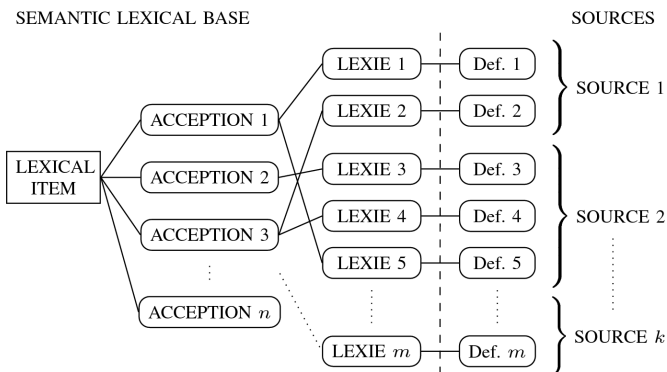 SEMANTIC LEXICAL BASE
SOURCES
LEXICAL
ITEM
ACCEPTION 1
ACCEPTION 2
ACCEPTION 3
ACCEPTION n
LEXIE 1
LEXIE 2
LEXIE 3
LEXIE 4
LEXIE 5
LEXIE m
Def. 1
Def. 2
Def. 3
Def. 4
Def. 5
Def. m
SOURCE 1
SOURCE 2
SOURCE k